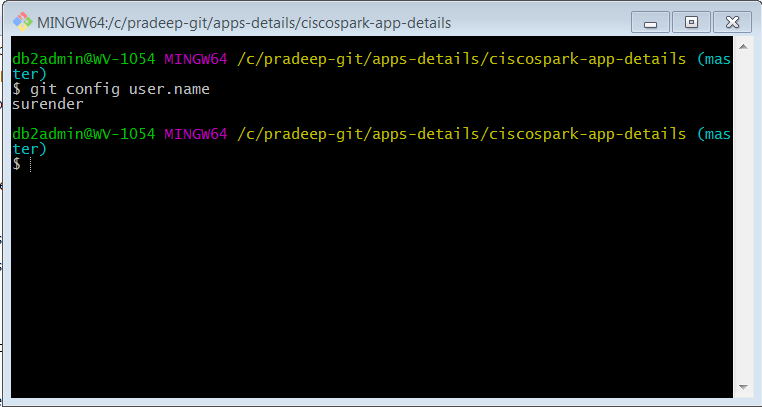 MINGW64:/c/pradeep-git/apps-details/ciscospark-app-details
db2admin@WV-1054 MINGW64 /c/pradeep-git/apps-details/ciscospark-app-details (mas
ter)
$ git config user.name
surender
db2admin@WV-1054 MINGW64 /c/pradeep-git/apps-details/ciscospark-app-details (mas
ter)
$